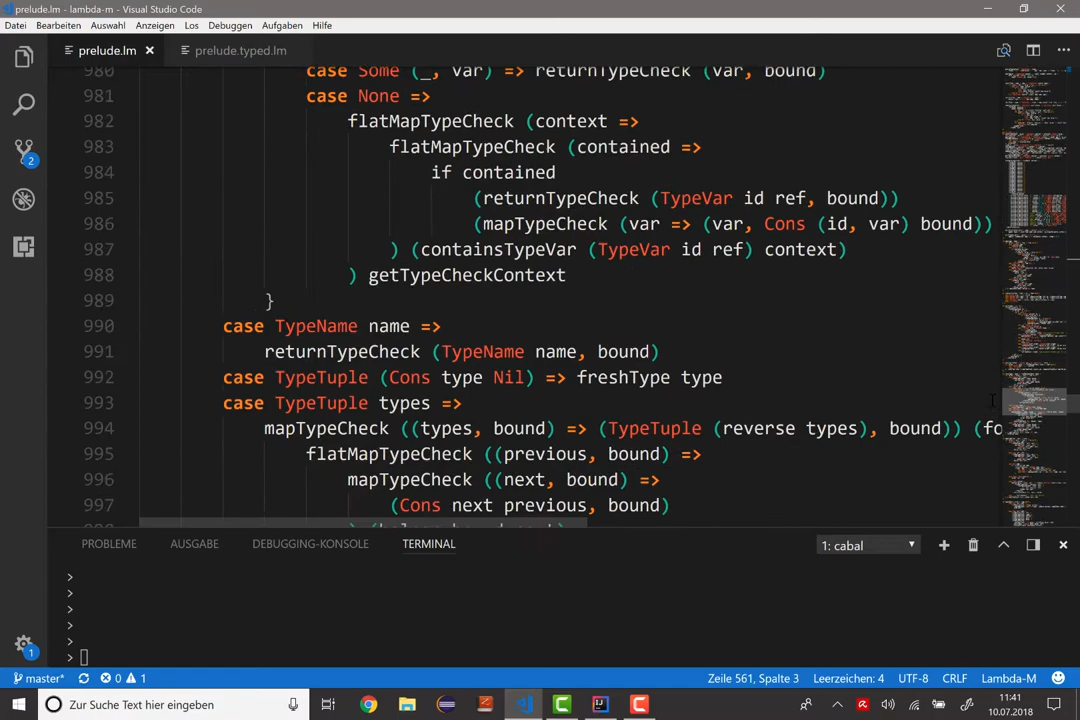 prelude.lm - lambda-m - Visual Studio Code
Datei Bearbeiten Auswahl Anzeigen Los Debuggen Aufgaben Hilfe
prelude.lm prelude.typed.lm
980 case Some (_, var) => returnTypeCheck (var, bound)
981 case None =>
982 flatMapTypeCheck (context =>
983 flatMapTypeCheck (contained =>
984 if contained
985 (returnTypeCheck (TypeVar id ref, bound))
986 (mapTypeCheck (var => (var, Cons (id, var) bound))
987 ) (containsTypeVar (TypeVar id ref) context)
988 ) getTypeCheckContext
989 }
990 case TypeName name =>
991 returnTypeCheck (TypeName name, bound)
992 case TypeTuple (Cons type Nil) => freshType type
993 case TypeTuple types =>
994 mapTypeCheck ((types, bound) => (TypeTuple (reverse types), bound)) (fo
995 flatMapTypeCheck ((previous, bound) =>
996 mapTypeCheck ((next, bound) =>
997 (Cons next previous, bound)
PROBLEME AUSGABE DEBUGGING-KONSOLE TERMINAL 1: cabal
>
>
>
>
>
>
master* 0 1 Zeile 561, Spalte 3 Leerzeichen: 4 UTF-8 CRLF Lambda-M
Zur Suche Text hier eingeben
11:41
10.07.2018